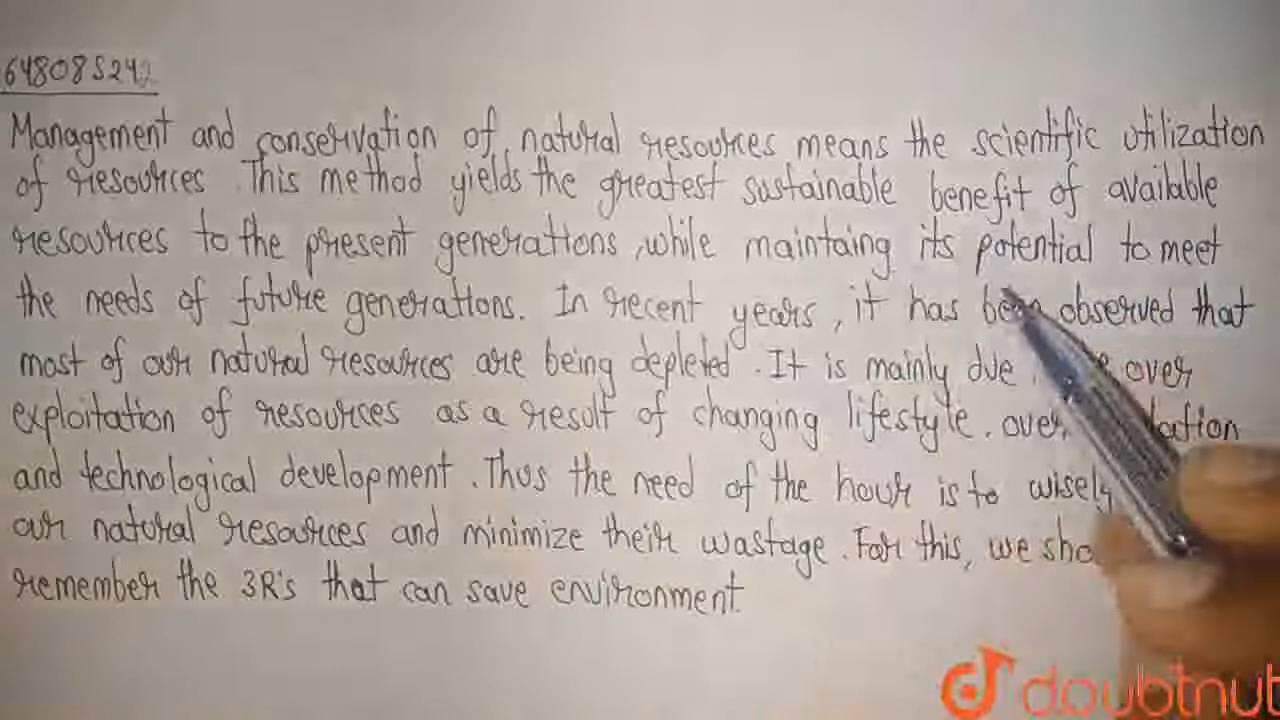 648085242
Management and conservation of natural resources means the scientific utilization
of resources. This method yields the greatest sustainable benefit of available
resources to the present generations, while maintaing its potential to meet
the needs of future generations. In recent years, it has been observed that
most of our natural resources are being depleted. It is mainly due over
exploitation of resources as a result of changing lifestyle. over
and technological development. Thus the need of the hour is to wisely
our natural resources and minimize their wastage. For this, we
remember the 3R's that can save environment.
doubtnut